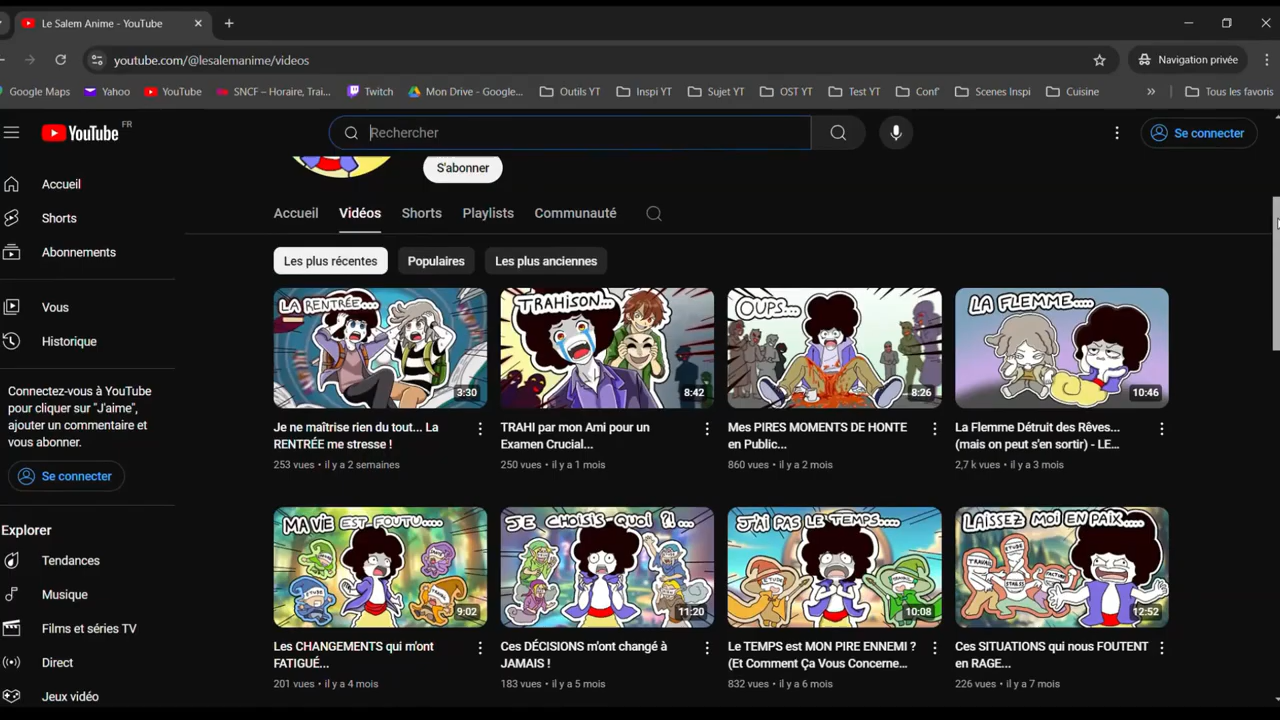 Le Salem Anime - YouTube
youtube.com/@lesalemanime/videos
Navigation privée
Google Maps
Yahoo
YouTube
SNCF – Horaire, Trai...
Twitch
Mon Drive - Google...
Outils YT
Inspi YT
Sujet YT
OST YT
Test YT
Conf'
Scenes Inspi
Cuisine
Tous les favoris
YouTube FR
Rechercher
Se connecter
S'abonner
Accueil
Shorts
Abonnements
Vous
Historique
Connectez-vous à YouTube
pour cliquer sur "J'aime",
ajouter un commentaire et
vous abonner.
Se connecter
Explorer
Tendances
Musique
Films et séries TV
Direct
Jeux vidéo
Accueil
Vidéos
Shorts
Playlists
Communauté
Les plus récentes
Populaires
Les plus anciennes
LA RENTRÉE...
3:30
Je ne maîtrise rien du tout... La
RENTRÉE me stresse !
253 vues • il y a 2 semaines
TRAHISON...
8:42
TRAHI par mon Ami pour un
Examen Crucial...
250 vues • il y a 1 mois
OUPS...
8:26
Mes PIRES MOMENTS DE HONTE
en Public...
860 vues • il y a 2 mois
LA FLEMME....
10:46
La Flemme Détruit des Rêves...
(mais on peut s'en sortir) - LE...
2,7 k vues • il y a 3 mois
MA VIE EST FOUTU....
ETUDE
9:02
Les CHANGEMENTS qui m'ont
FATIGUÉ...
201 vues • il y a 4 mois
JE CHOISIS QUOI ?!...
11:20
Ces DÉCISIONS m'ont changé à
JAMAIS !
183 vues • il y a 5 mois
J'AI PAS LE TEMPS....
ETUDE
10:08
Le TEMPS est MON PIRE ENNEMI ?
(Et Comment Ça Vous Concerne...
832 vues • il y a 6 mois
LAISSEZ MOI EN PAIX....
ETUDE
TRAVAIL
STRESS
12:52
Ces SITUATIONS qui nous FOUTENT
en RAGE...
226 vues • il y a 7 mois